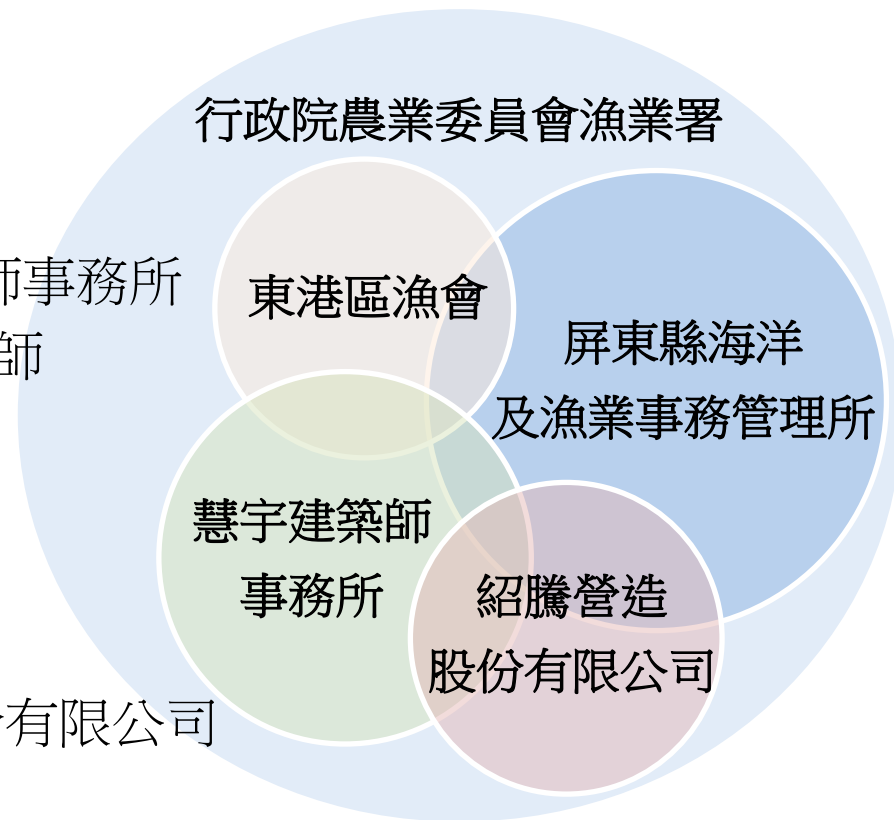 行政院農業委員會漁業署
師事務所
師
東港區漁會
屏東縣海洋
及漁業事務管理所
慧宇建築師
事務所
紹騰營造
股份有限公司
有限公司